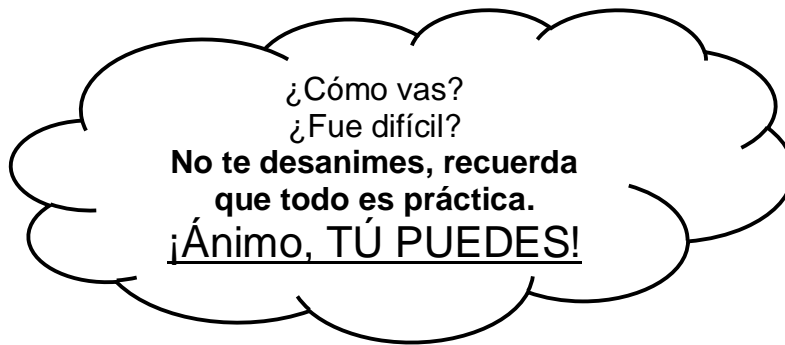 ¿Cómo vas?
¿Fue difícil?
No te desanimes, recuerda
que todo es práctica.
¡Ánimo, TÚ PUEDES!